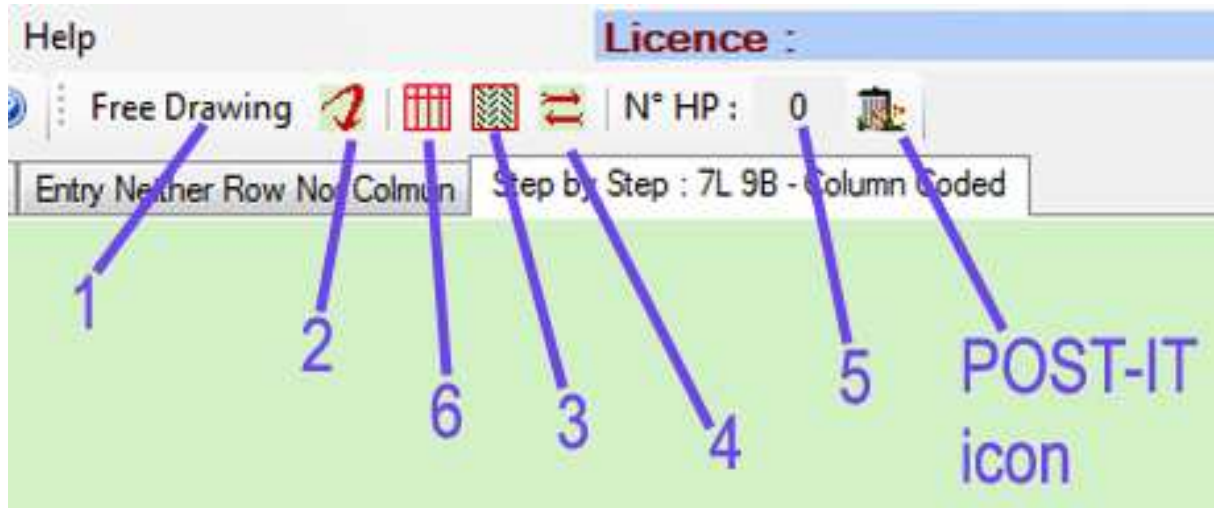 Help Licence :
Free Drawing N° HP : 0
Entry Neither Row Nor Colmun Step by Step : 7L 9B - Column Coded
1
2
6
3
4
5
POST-IT
icon